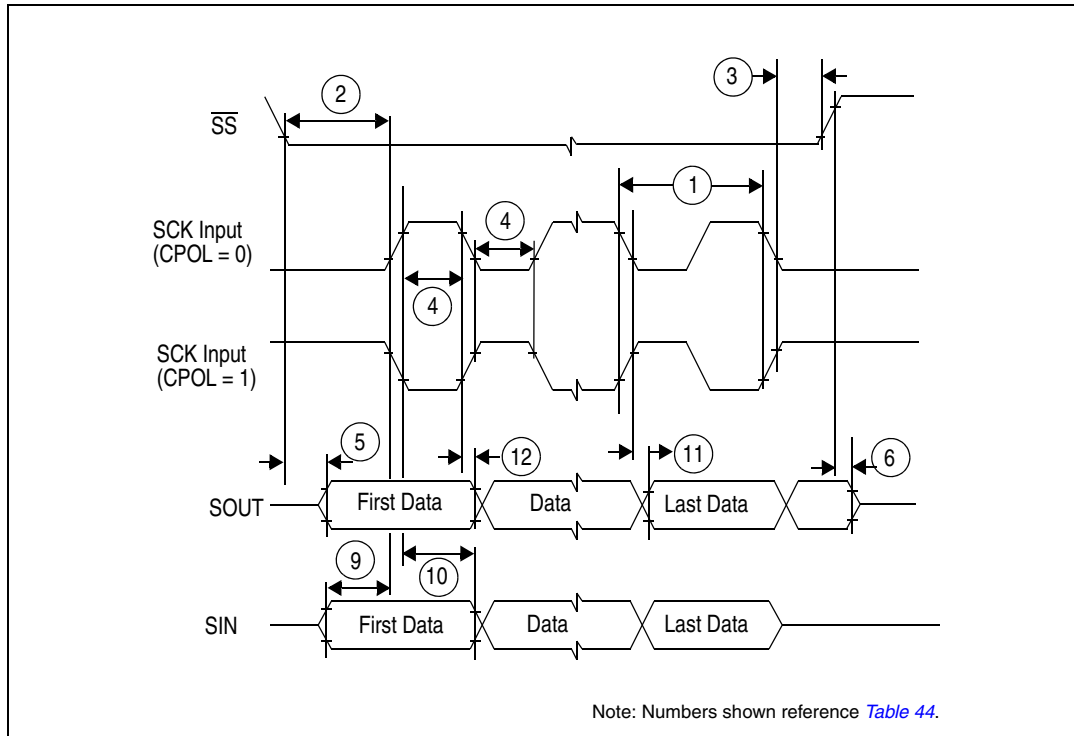 3
2
SS
1
SCK Input
(CPOL = 0)
4
4
SCK Input
(CPOL = 1)
5
12
11
6
SOUT
First Data
Data
Last Data
9
10
SIN
First Data
Data
Last Data
Note: Numbers shown reference Table 44.